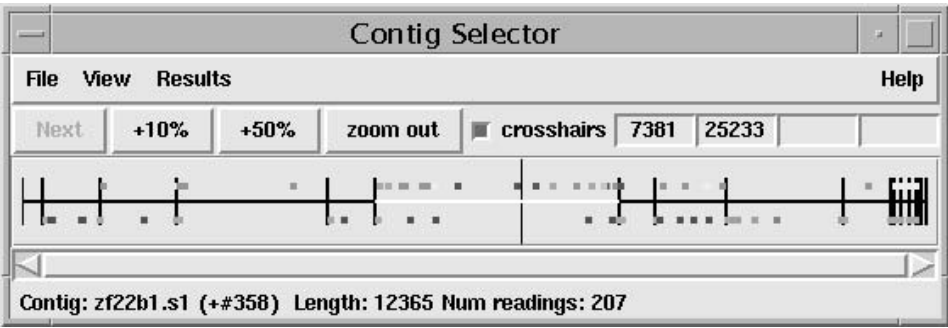 Contig Selector
File View Results Help
Next +10% +50% zoom out crosshairs 7381 25233
Contig: zf22b1.s1 (+#358) Length: 12365 Num readings: 207